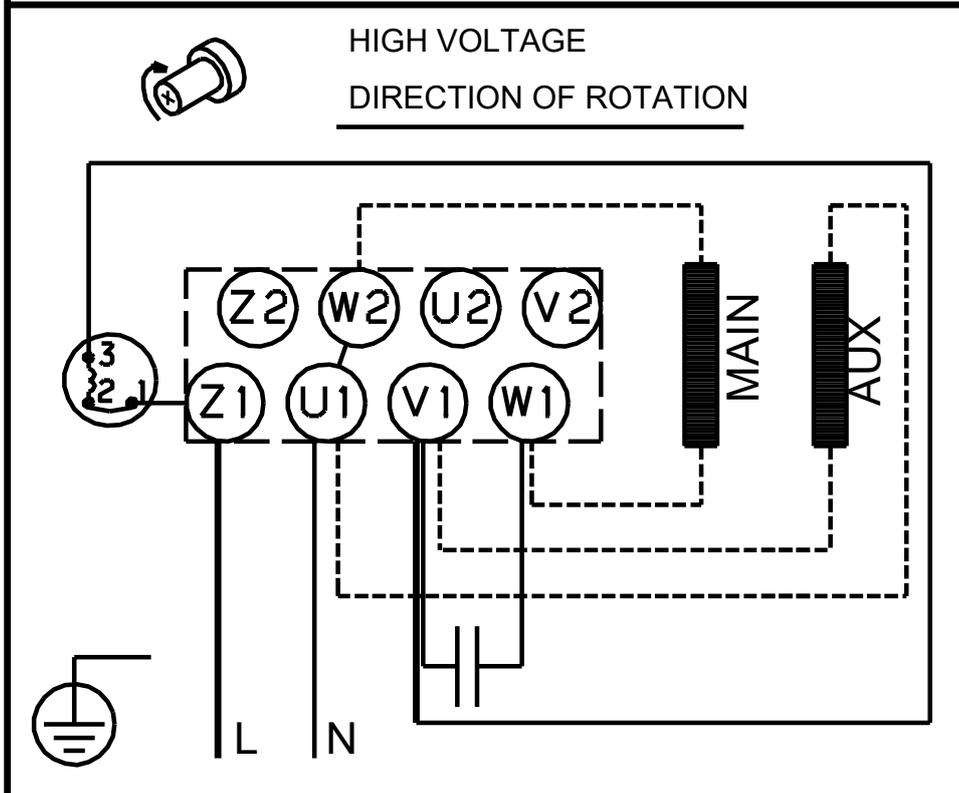 HIGH VOLTAGE
DIRECTION OF ROTATION
Z2 W2 U2 V2
3
2 1
Z1 U1 V1 W1
MAIN
AUX
L N